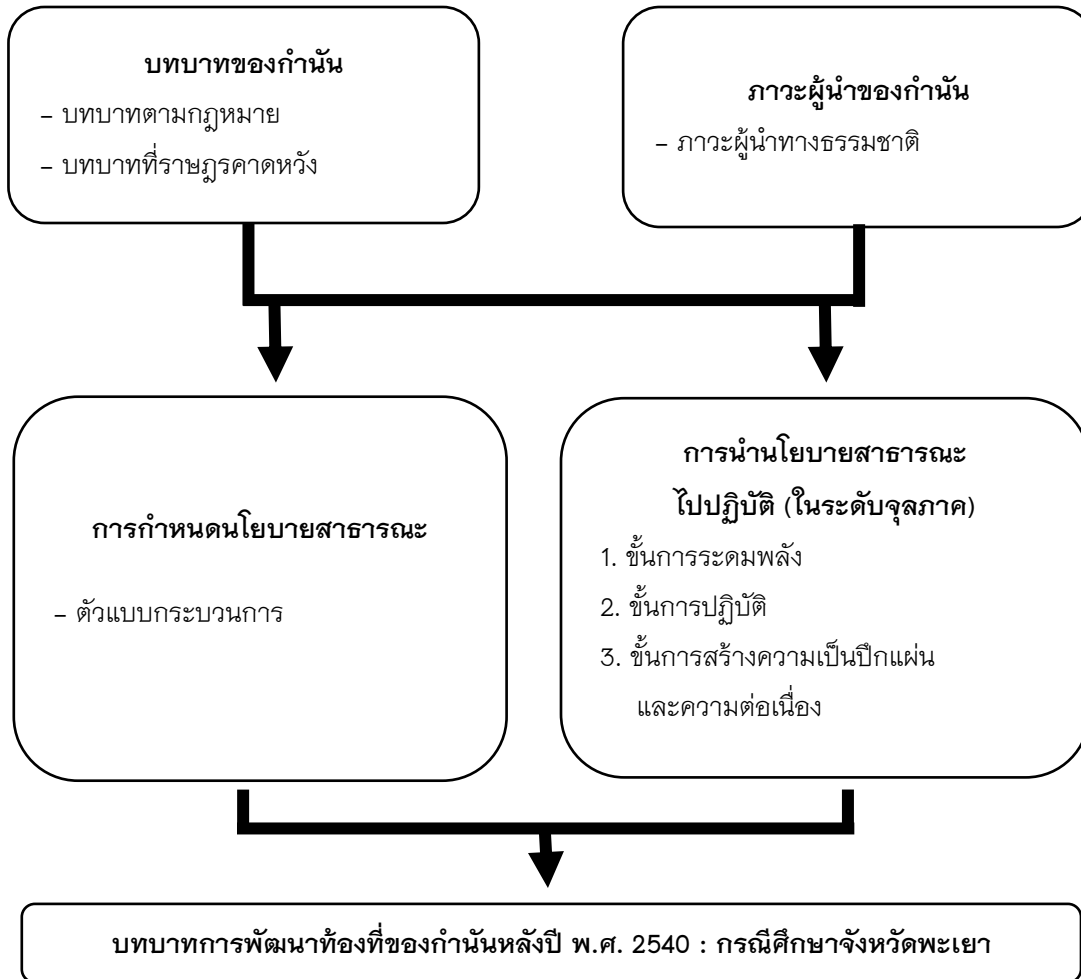 บทบาทของกำนัน
– บทบาทตามกฎหมาย
– บทบาทที่ราษฎรคาดหวัง
ภาวะผู้นำของกำนัน
– ภาวะผู้นำทางธรรมชาติ
การกำหนดนโยบายสาธารณะ
– ตัวแบบกระบวนการ
การนำนโยบายสาธารณะ
ไปปฏิบัติ (ในระดับจุลภาค)
1. ขั้นการระดมพลัง
2. ขั้นการปฏิบัติ
3. ขั้นการสร้างความเป็นปึกแผ่น
และความต่อเนื่อง
บทบาทการพัฒนาท้องที่ของกำนันหลังปี พ.ศ. 2540 : กรณีศึกษาจังหวัดพะเยา